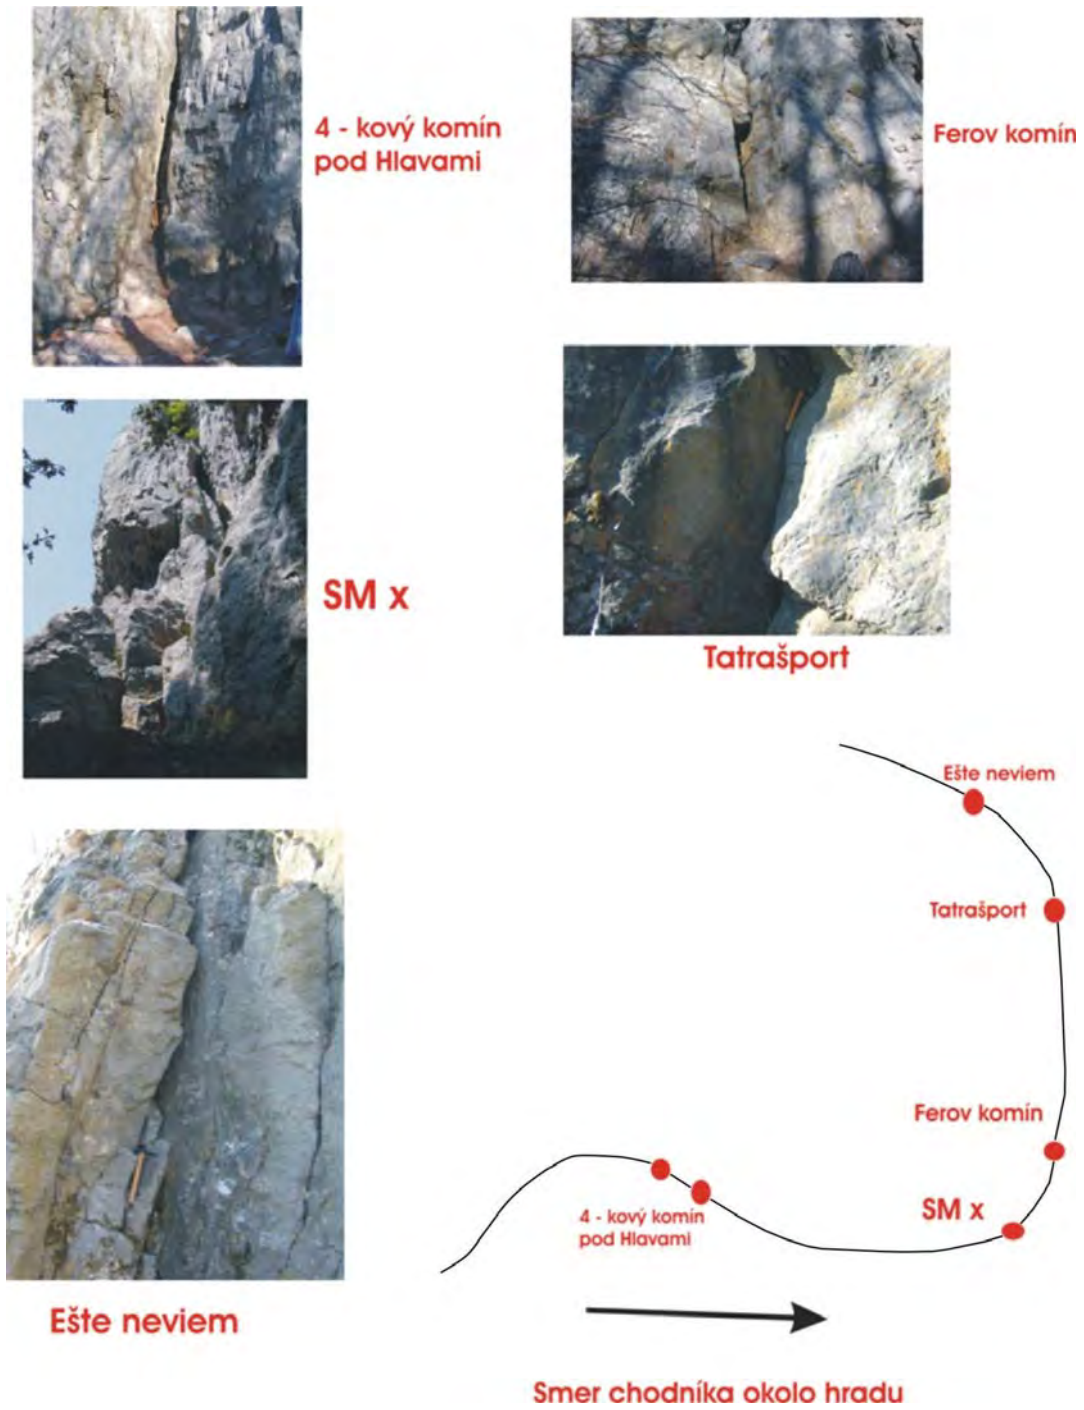 4 - kový komín
pod Hlavami
Ferov komín
SM x
Tatrašport
Ešte neviem
Ešte neviem
Tatrašport
Ferov komín
SM x
4 - kový komín
pod Hlavami
Smer chodníka okolo hradu